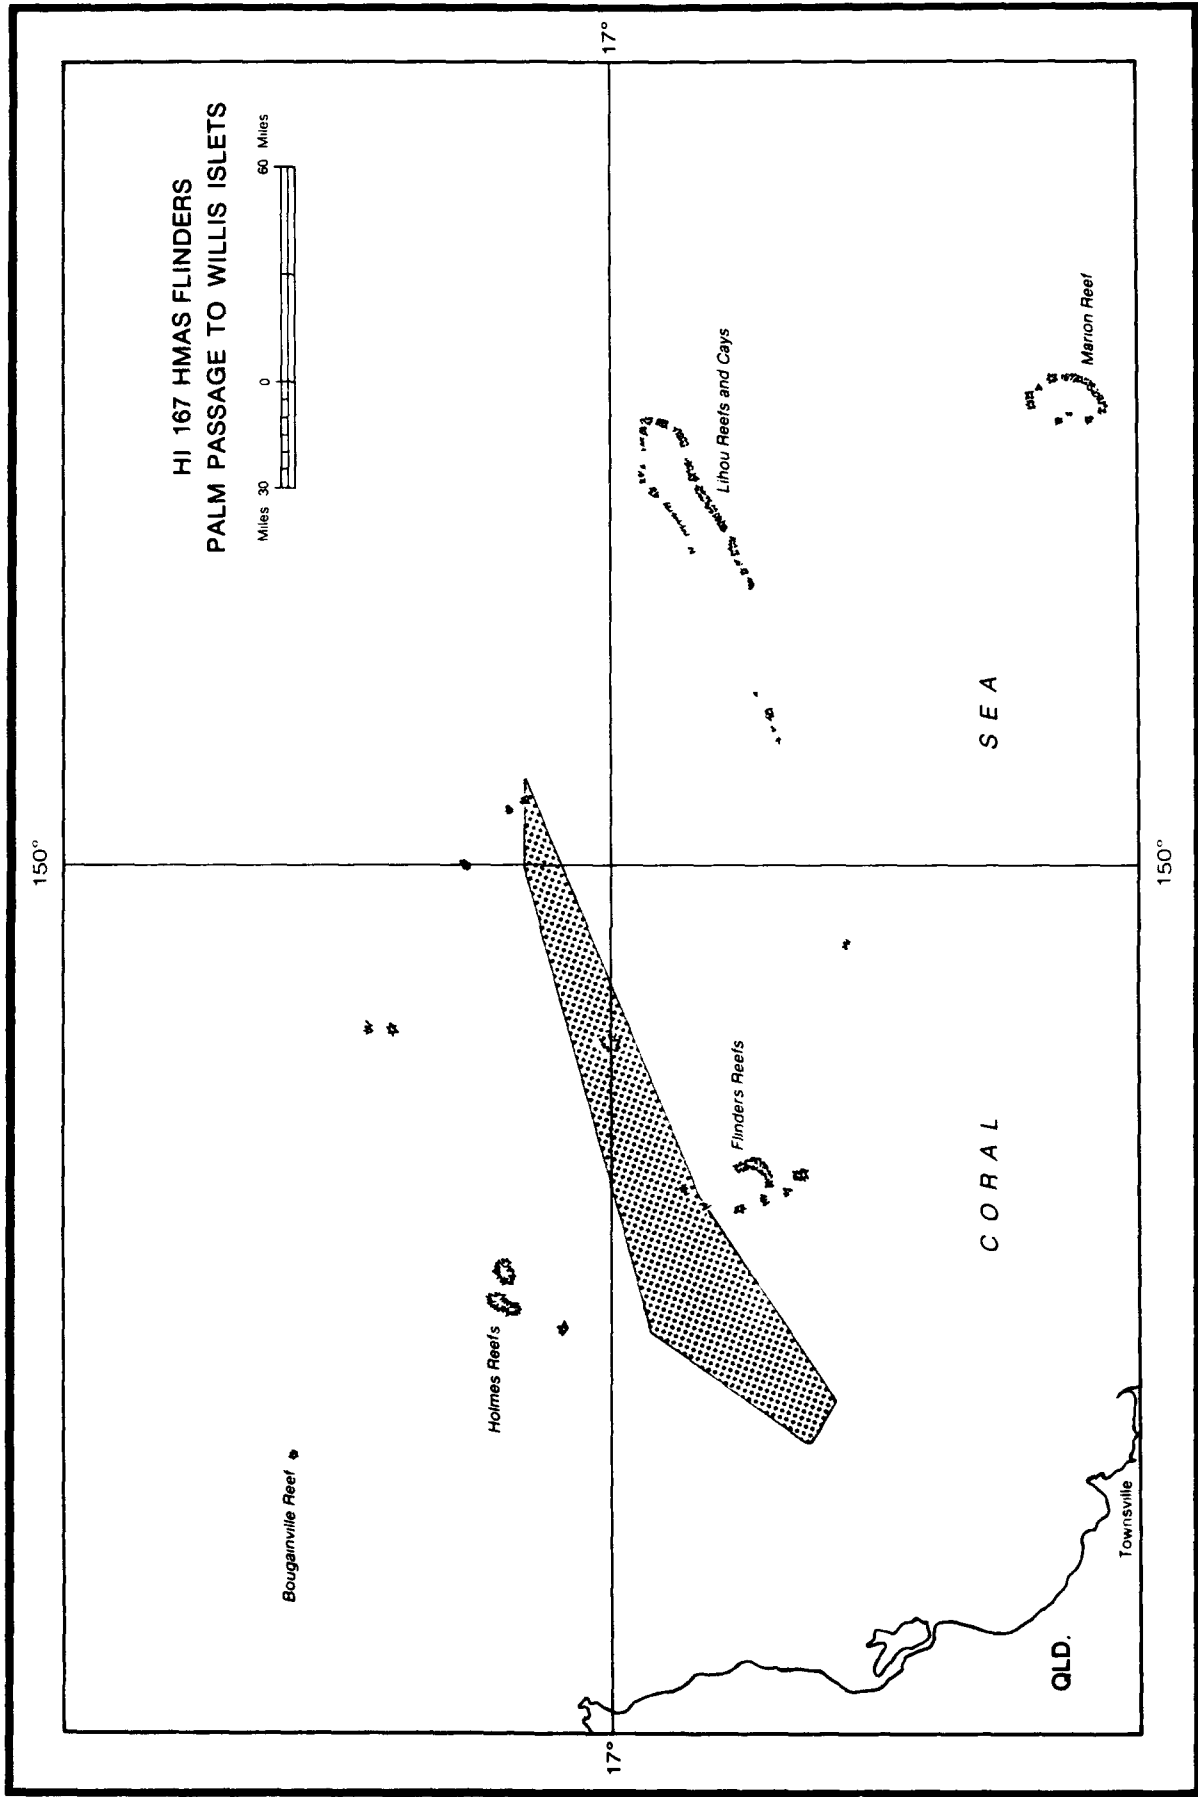 HI 167 HMAS FLINDERS
PALM PASSAGE TO WILLIS ISLETS
Miles 30 0 60 Miles
150°
17°
17°
150°
Bougainville Reef
Holmes Reefs
Flinders Reefs
Lihou Reefs and Cays
Marion Reef
CORAL SEA
QLD.
Townsville